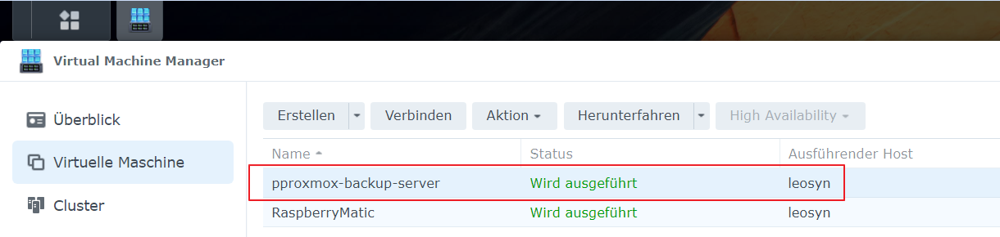 Virtual Machine Manager
Überblick
Virtuelle Maschine
Cluster
Erstellen Verbinden Aktion Herunterfahren High Availability
Name Status Ausführender Host
pproxmox-backup-server Wird ausgeführt leosyn
RaspberryMatic Wird ausgeführt leosyn